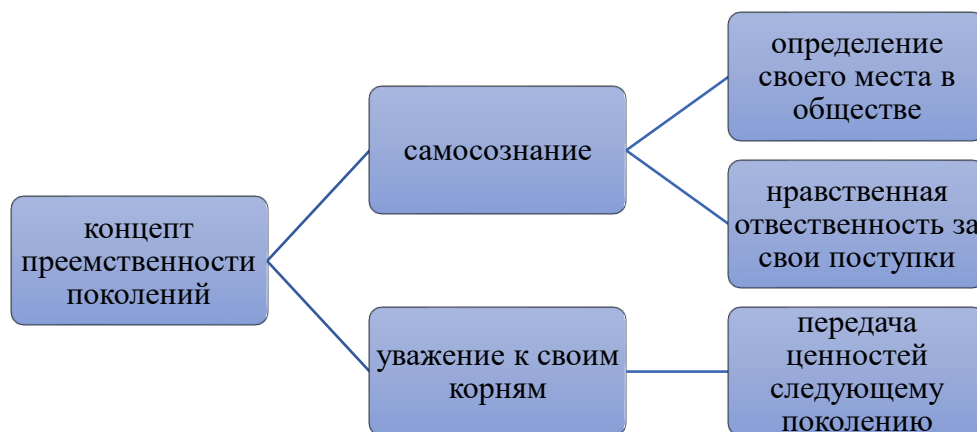 концепт
преемственности
поколений
самосознание
определение
своего места в
обществе
нравственная
отвественность за
свои поступки
уважение к своим
корням
передача
ценностей
следующему
поколению